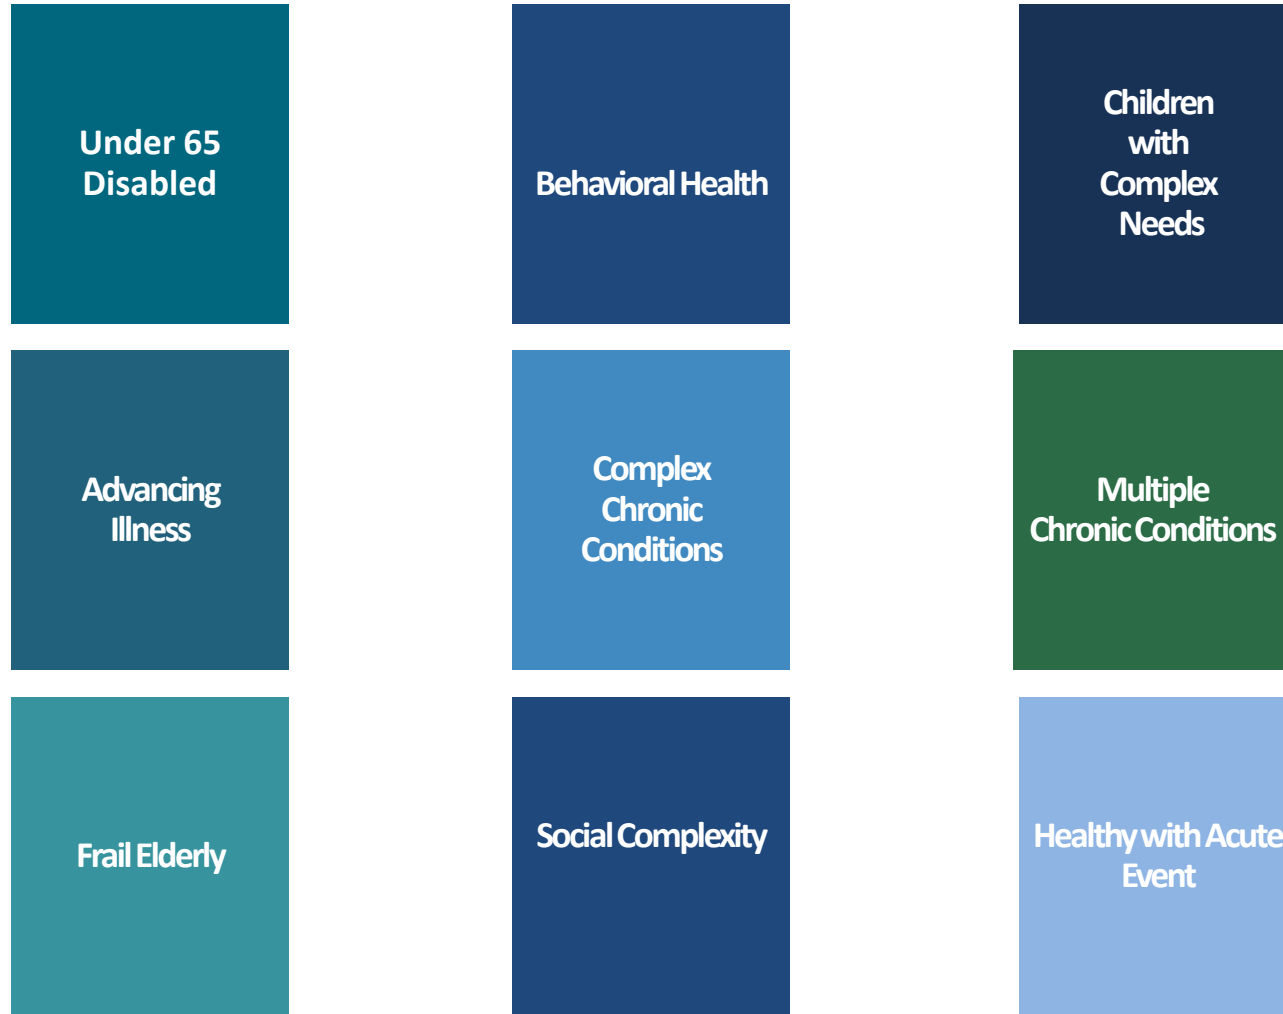 Under 65
Disabled
Behavioral Health
Children
with
Complex
Needs
Advancing
Illness
Complex
Chronic
Conditions
Multiple
Chronic Conditions
Frail Elderly
Social Complexity
Healthy with Acute
Event